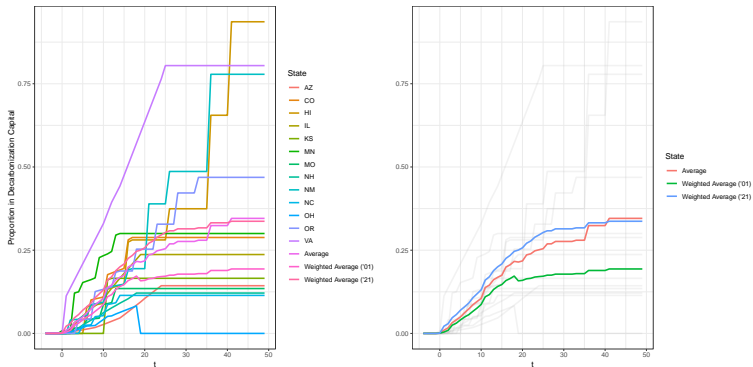 Proportion in Decarbonization Capital
0.75
0.50
0.25
0.00
0
10
20
30
40
50
t
State
AZ
CO
HI
IL
KS
MN
MO
NH
NM
NC
OH
OR
VA
Average
Weighted Average ('01)
Weighted Average ('21)
0.75
0.50
0.25
0.00
0
10
20
30
40
50
t
State
Average
Weighted Average ('01)
Weighted Average ('21)